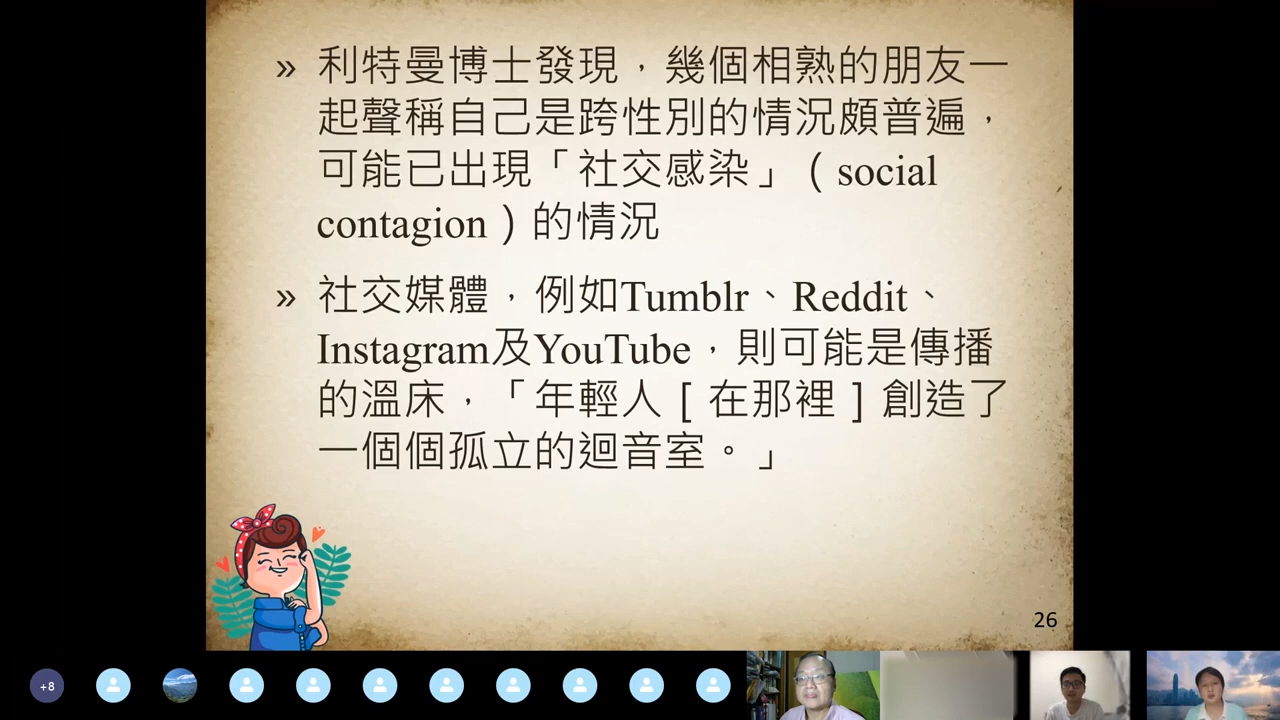 » 利特曼博士發現，幾個相熟的朋友一
起聲稱自己是跨性別的情況頗普遍，
可能已出現「社交感染」（social
contagion）的情況
» 社交媒體，例如Tumblr、Reddit、
Instagram及YouTube，則可能是傳播
的溫床，「年輕人［在那裡］創造了
一個個孤立的迴音室。」
26
+8